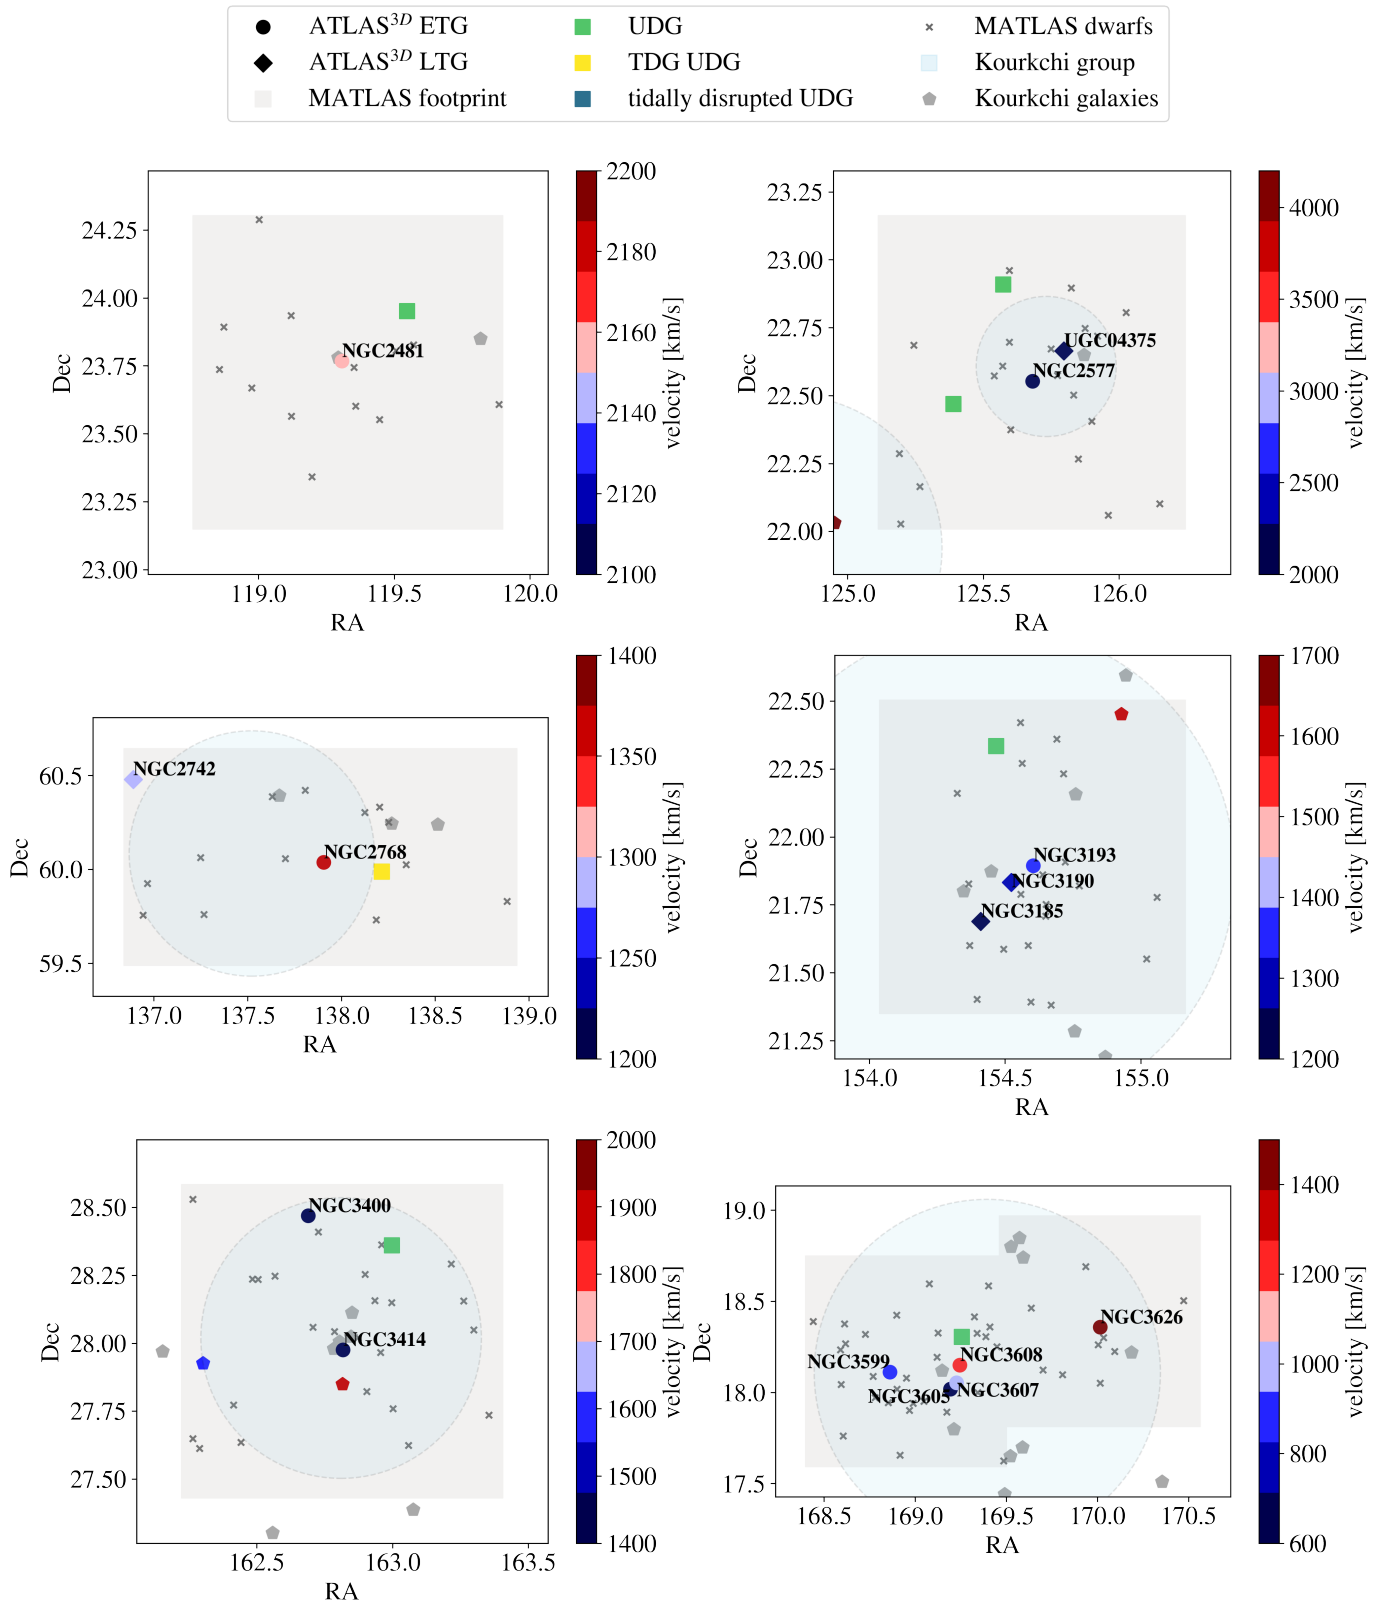 ATLAS3D ETG
UDG
MATLAS dwarfs
ATLAS3D LTG
TDG UDG
Kourkchi group
MATLAS footprint
tidally disrupted UDG
Kourkchi galaxies
24.25
24.00
23.75
23.50
23.25
23.00
Dec
NGC2481
119.0
119.5
120.0
RA
2200
2180
2160
2140
2120
2100
velocity [km/s]
23.25
23.00
22.75
22.50
22.25
22.00
Dec
UGC04375
NGC2577
125.0
125.5
126.0
RA
4000
3500
3000
2500
2000
velocity [km/s]
60.5
60.0
59.5
Dec
NGC2742
NGC2768
137.0
137.5
138.0
138.5
139.0
RA
1400
1350
1300
1250
1200
velocity [km/s]
22.50
22.25
22.00
21.75
21.50
21.25
Dec
NGC3193
NGC3190
NGC3185
154.0
154.5
155.0
RA
1700
1600
1500
1400
1300
1200
velocity [km/s]
28.50
28.25
28.00
27.75
27.50
Dec
NGC3400
NGC3414
162.5
163.0
163.5
RA
2000
1900
1800
1700
1600
1500
1400
velocity [km/s]
19.0
18.5
18.0
17.5
Dec
NGC3626
NGC3608
NGC3599
NGC3607
NGC3605
168.5
169.0
169.5
170.0
170.5
RA
1400
1200
1000
800
600
velocity [km/s]